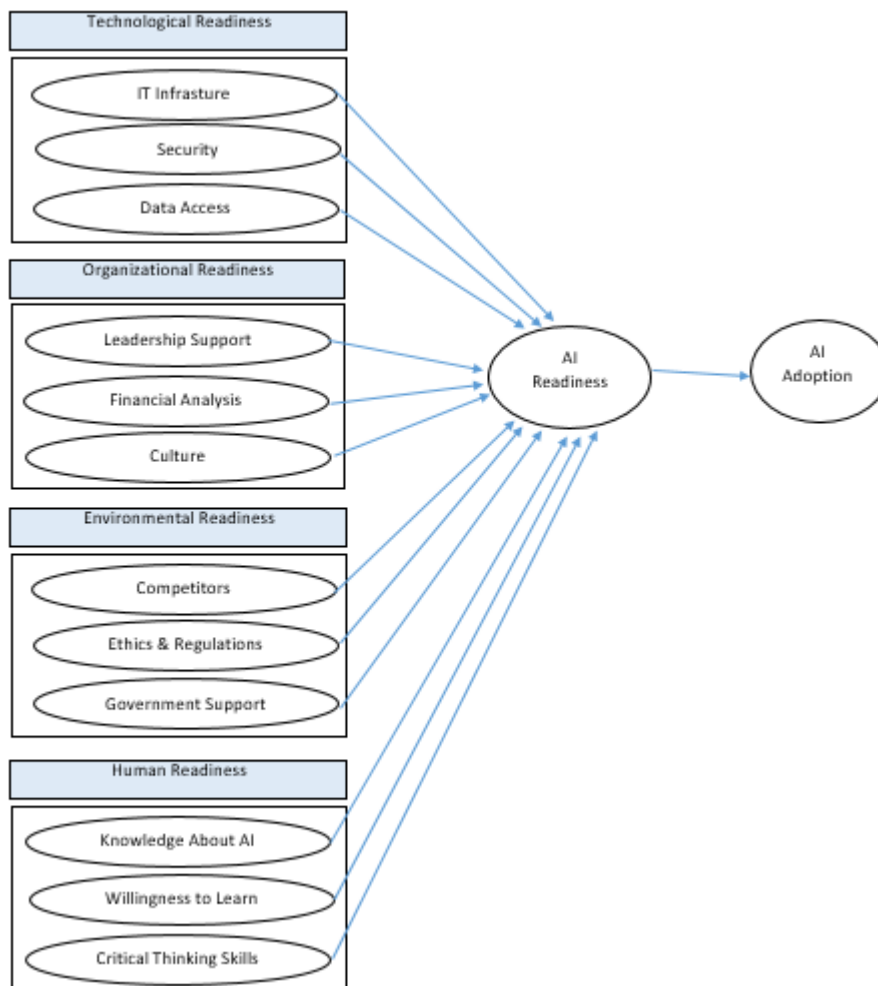 Technological Readiness
IT Infrasture
Security
Data Access
Organizational Readiness
Leadership Support
Financial Analysis
Culture
Environmental Readiness
Competitors
Ethics & Regulations
Government Support
Human Readiness
Knowledge About AI
Willingness to Learn
Critical Thinking Skills
AI
Readiness
AI
Adoption